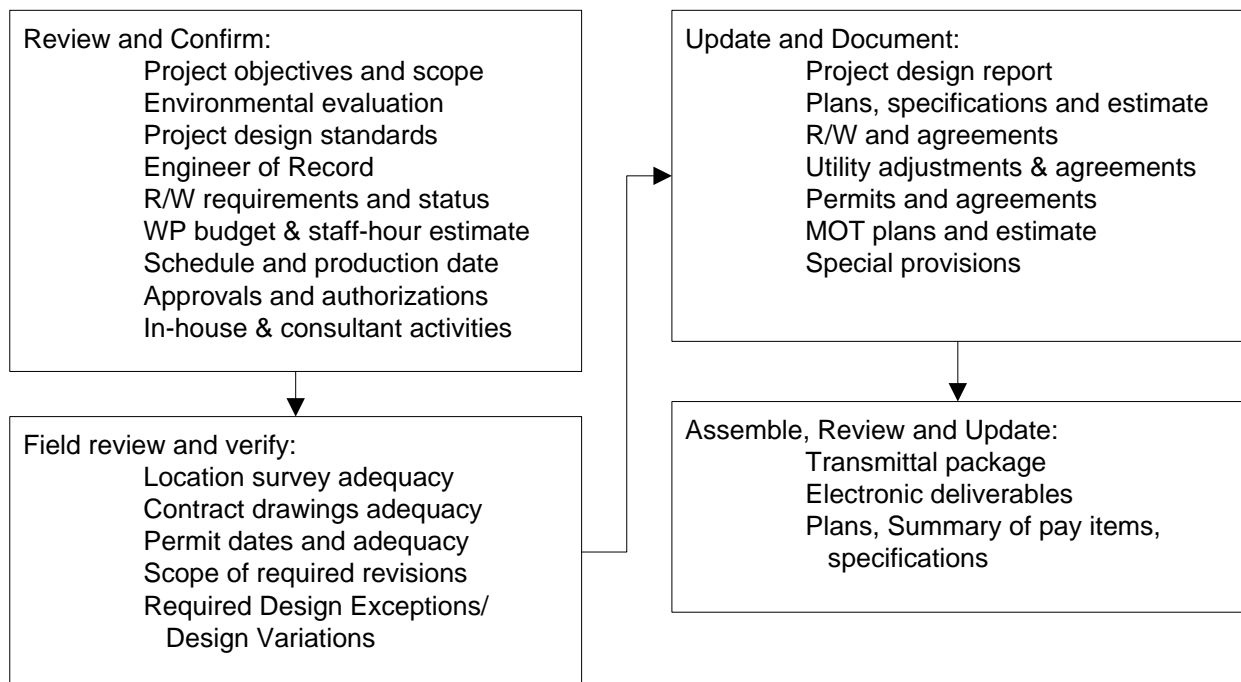 Review and Confirm:
Project objectives and scope
Environmental evaluation
Project design standards
Engineer of Record
R/W requirements and status
WP budget & staff-hour estimate
Schedule and production date
Approvals and authorizations
In-house & consultant activities
Field review and verify:
Location survey adequacy
Contract drawings adequacy
Permit dates and adequacy
Scope of required revisions
Required Design Exceptions/
Design Variations
Update and Document:
Project design report
Plans, specifications and estimate
R/W and agreements
Utility adjustments & agreements
Permits and agreements
MOT plans and estimate
Special provisions
Assemble, Review and Update:
Transmittal package
Electronic deliverables
Plans, Summary of pay items,
specifications